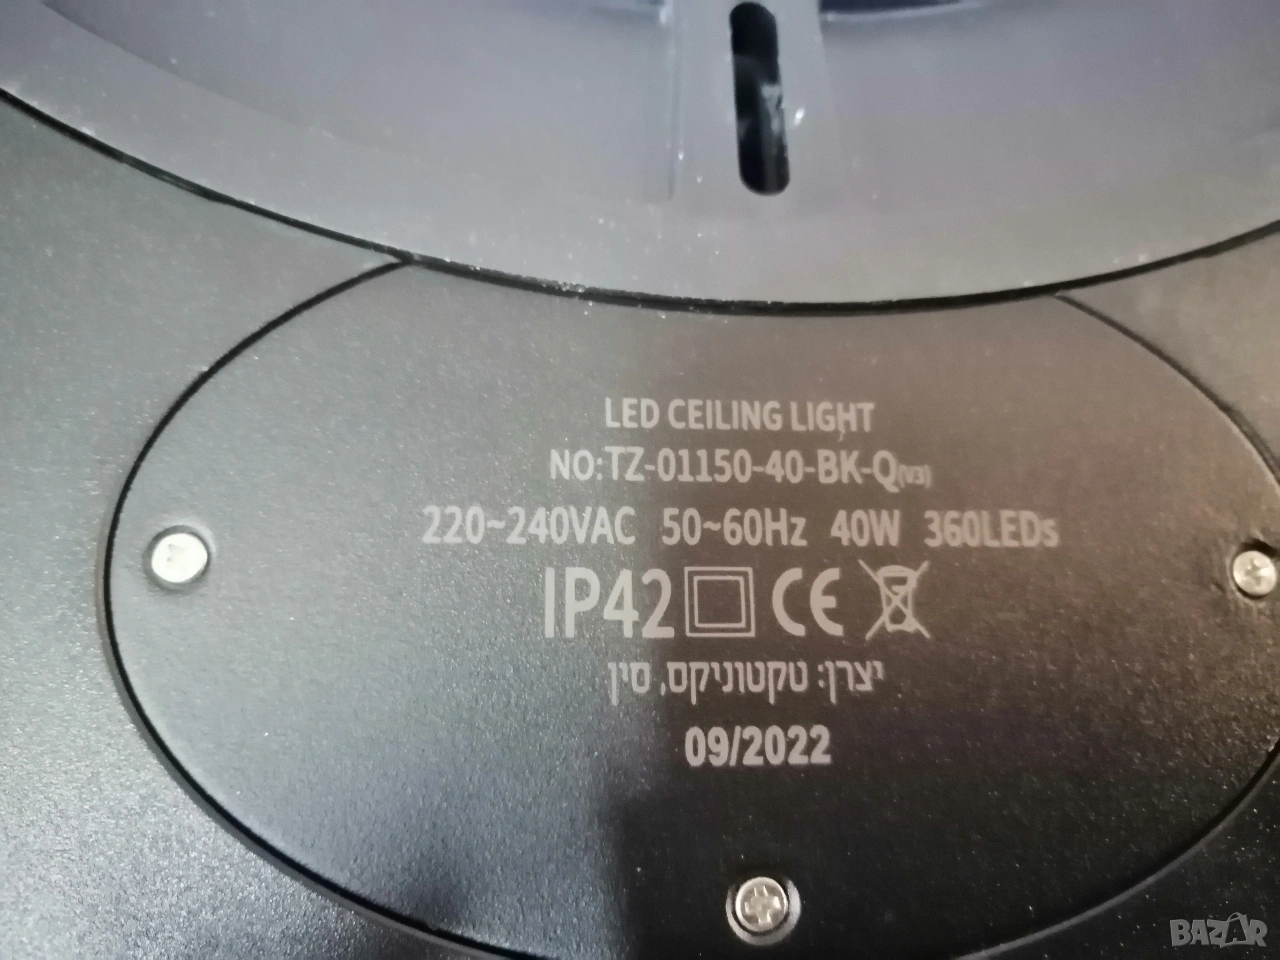 LED CEILING LIGHT
NO:TZ-01150-40-BK-Q(V3)
220~240VAC 50~60Hz 40W 360LEDs
IP42 CE
יצרן: טקטוניקס, סין
09/2022
BAZAR